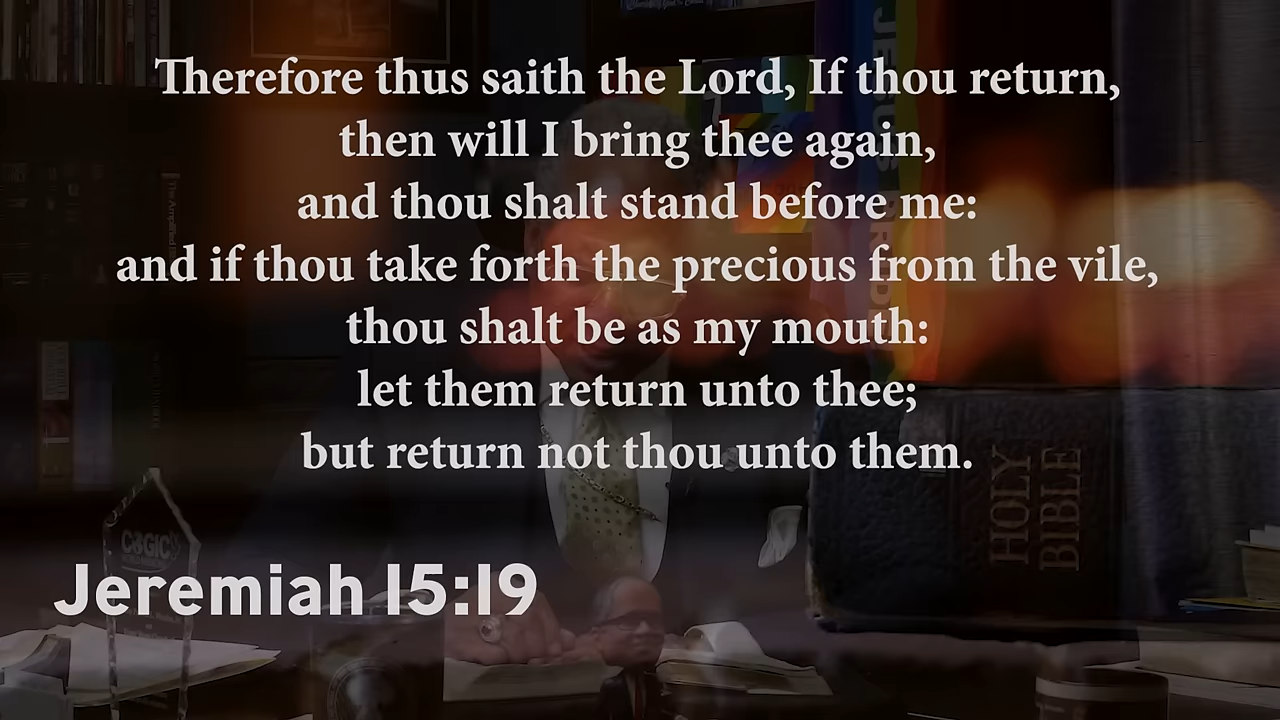 Therefore thus saith the Lord, If thou return,
then will I bring thee again,
and thou shalt stand before me:
and if thou take forth the precious from the vile,
thou shalt be as my mouth:
let them return unto thee;
but return not thou unto them.
HOLY
BIBLE
COGIC
Jeremiah 15:19